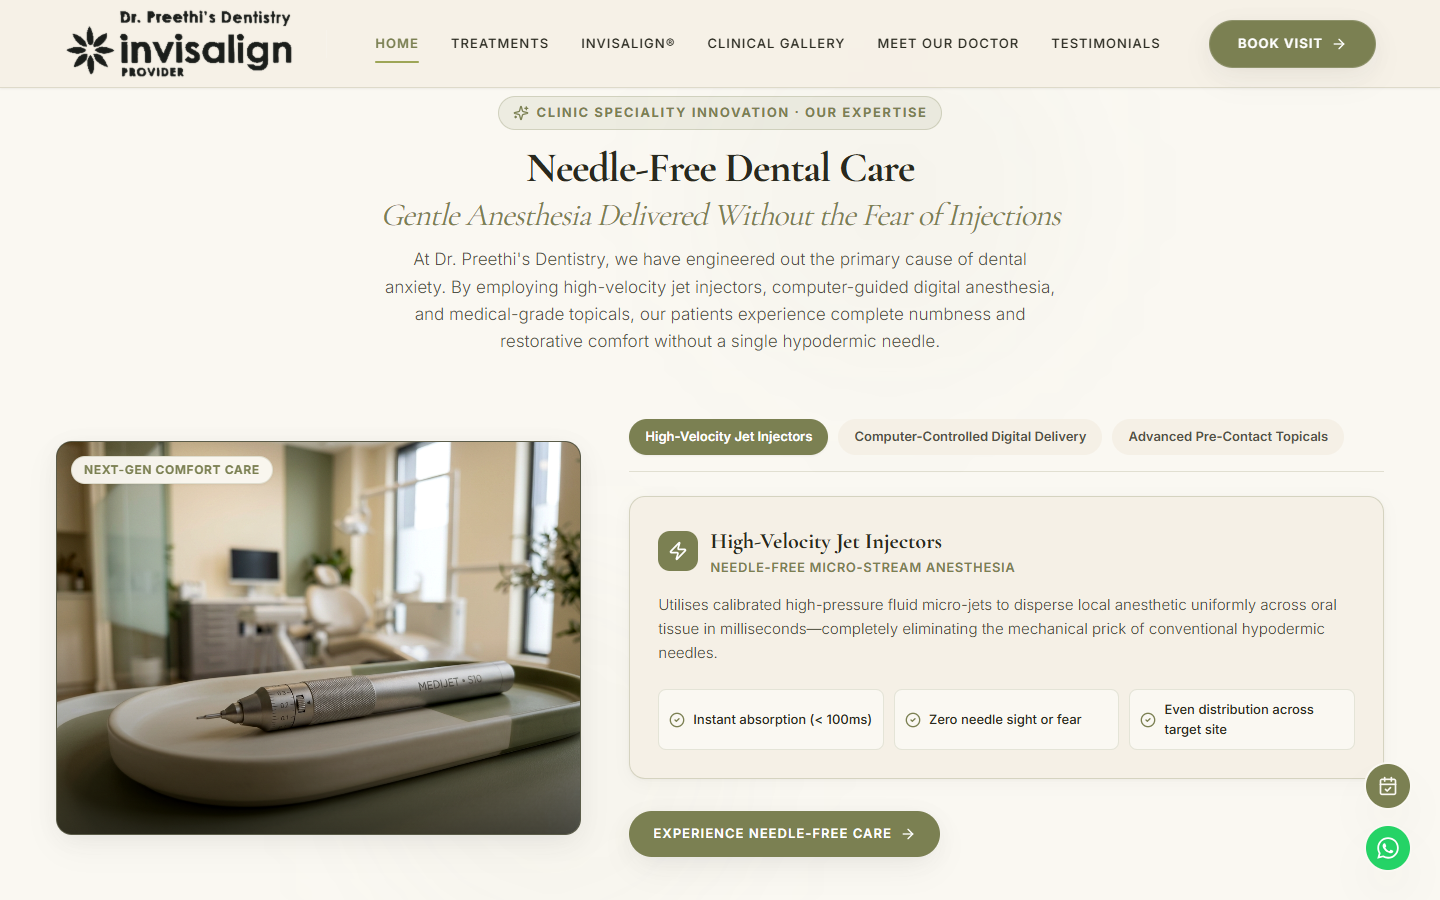 Dr. Preethi's Dentistry
invisalign
PROVIDER
HOME
TREATMENTS
INVISALIGN®
CLINICAL GALLERY
MEET OUR DOCTOR
TESTIMONIALS
BOOK VISIT
CLINIC SPECIALITY INNOVATION · OUR EXPERTISE
Needle-Free Dental Care
Gentle Anesthesia Delivered Without the Fear of Injections
At Dr. Preethi's Dentistry, we have engineered out the primary cause of dental
anxiety. By employing high-velocity jet injectors, computer-guided digital anesthesia,
and medical-grade topicals, our patients experience complete numbness and
restorative comfort without a single hypodermic needle.
NEXT-GEN COMFORT CARE
MEDIJET • S10
High-Velocity Jet Injectors
Computer-Controlled Digital Delivery
Advanced Pre-Contact Topicals
High-Velocity Jet Injectors
NEEDLE-FREE MICRO-STREAM ANESTHESIA
Utilises calibrated high-pressure fluid micro-jets to disperse local anesthetic uniformly across oral
tissue in milliseconds—completely eliminating the mechanical prick of conventional hypodermic
needles.
Instant absorption (< 100ms)
Zero needle sight or fear
Even distribution across
target site
EXPERIENCE NEEDLE-FREE CARE